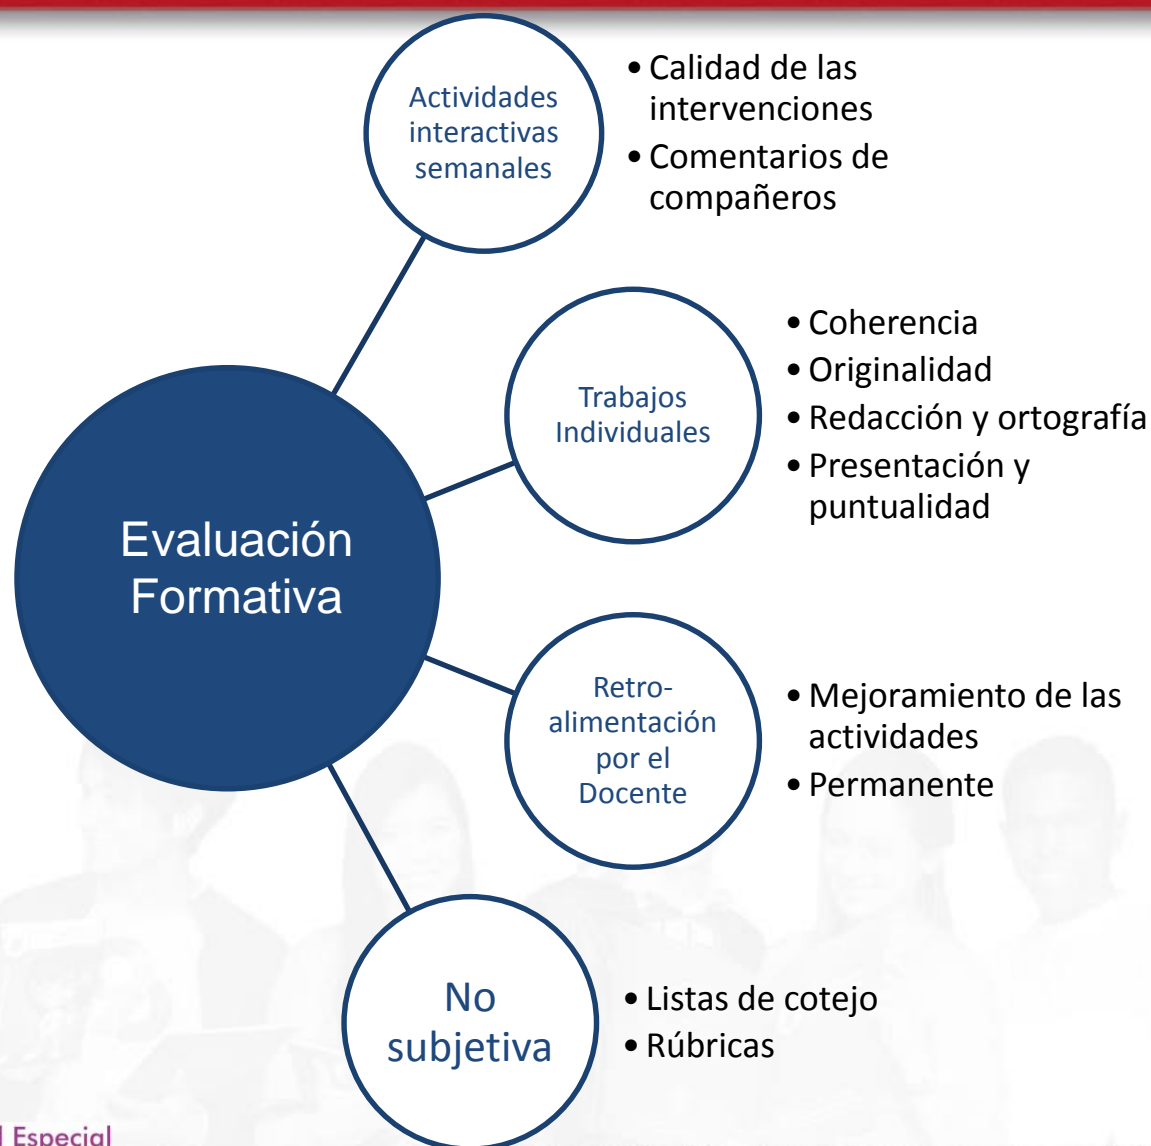 Actividades
interactivas
semanales
• Calidad de las
intervenciones
• Comentarios de
compañeros
Trabajos
Individuales
• Coherencia
• Originalidad
• Redacción y ortografía
• Presentación y
puntualidad
Evaluación
Formativa
Retro-
alimentación
por el
Docente
• Mejoramiento de las
actividades
• Permanente
No
subjetiva
• Listas de cotejo
• Rúbricas
Especial